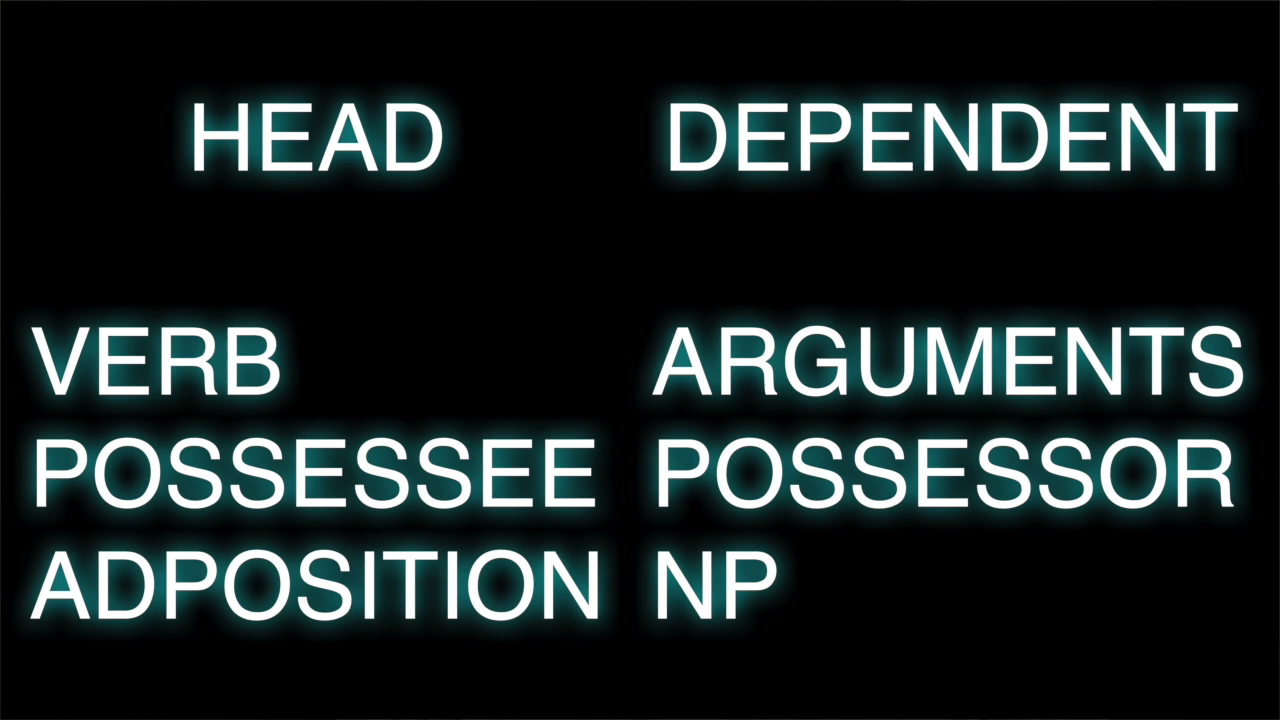 HEAD DEPENDENT
VERB ARGUMENTS
POSSESSEE POSSESSOR
ADPOSITION NP